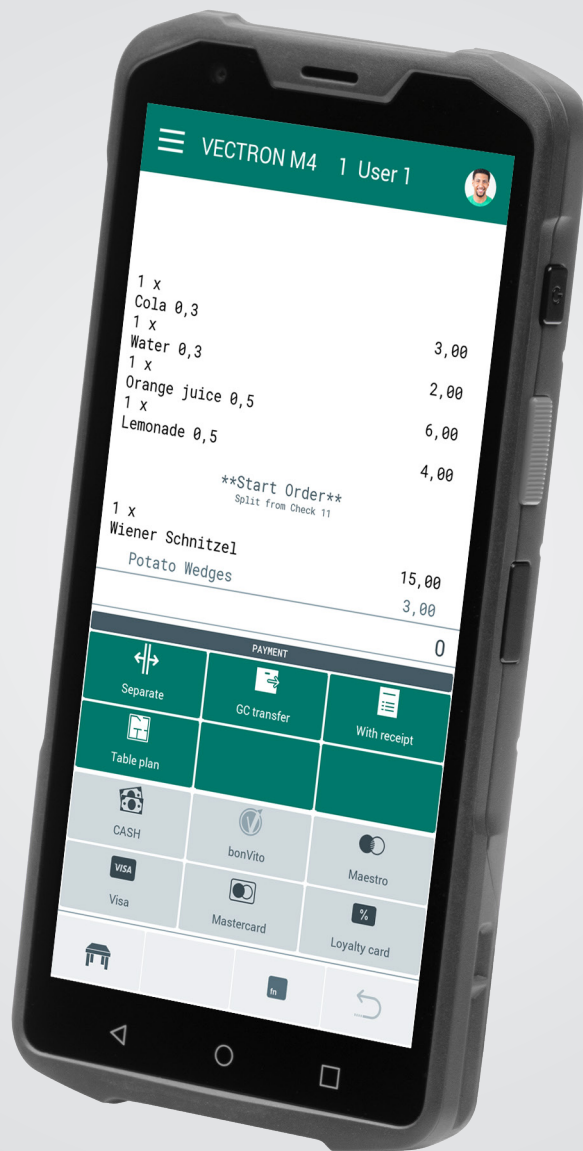 VECTRON M4 1 User 1
1 x
Cola 0,3 3,00
1 x
Water 0,3 2,00
1 x
Orange juice 0,5 6,00
1 x
Lemonade 0,5 4,00
**Start Order**
Split from Check 11
1 x
Wiener Schnitzel 15,00
Potato Wedges 3,00
0
PAYMENT
Separate GC transfer With receipt
Table plan
CASH bonVito Maestro
VISA %
Visa Mastercard Loyalty card
fn